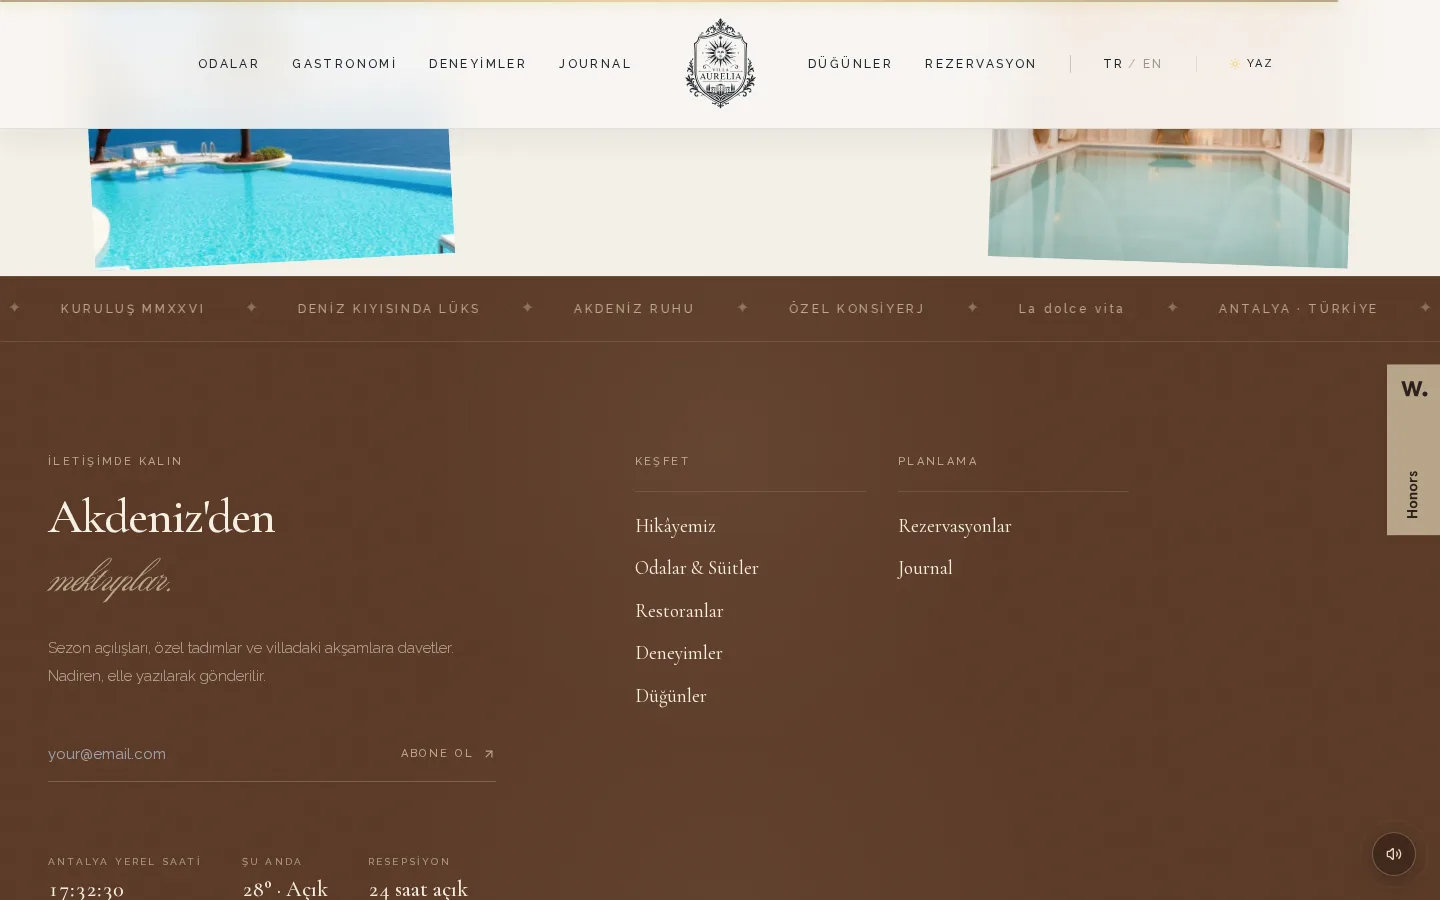 ODALAR GASTRONOMİ DENEYİMLER JOURNAL
VILLA
AURELIA
DÜĞÜNLER REZERVASYON TR / EN YAZ
KURULUŞ MMXXVI ✦ DENİZ KIYISINDA LÜKS ✦ AKDENİZ RUHU ✦ ÖZEL KONSİYERJ ✦ La dolce vita ✦ ANTALYA · TÜRKİYE
W.
Honors
İLETİŞİMDE KALIN
Akdeniz'den
mektuplar.
Sezon açılışları, özel tadımlar ve villadaki akşamlara davetler.
Nadiren, elle yazılarak gönderilir.
your@email.com ABONE OL
KEŞFET
Hikâyemiz
Odalar & Süitler
Restoranlar
Deneyimler
Düğünler
PLANLAMA
Rezervasyonlar
Journal
ANTALYA YEREL SAATİ
17:32:30
ŞU ANDA
28° · Açık
RESEPSİYON
24 saat açık